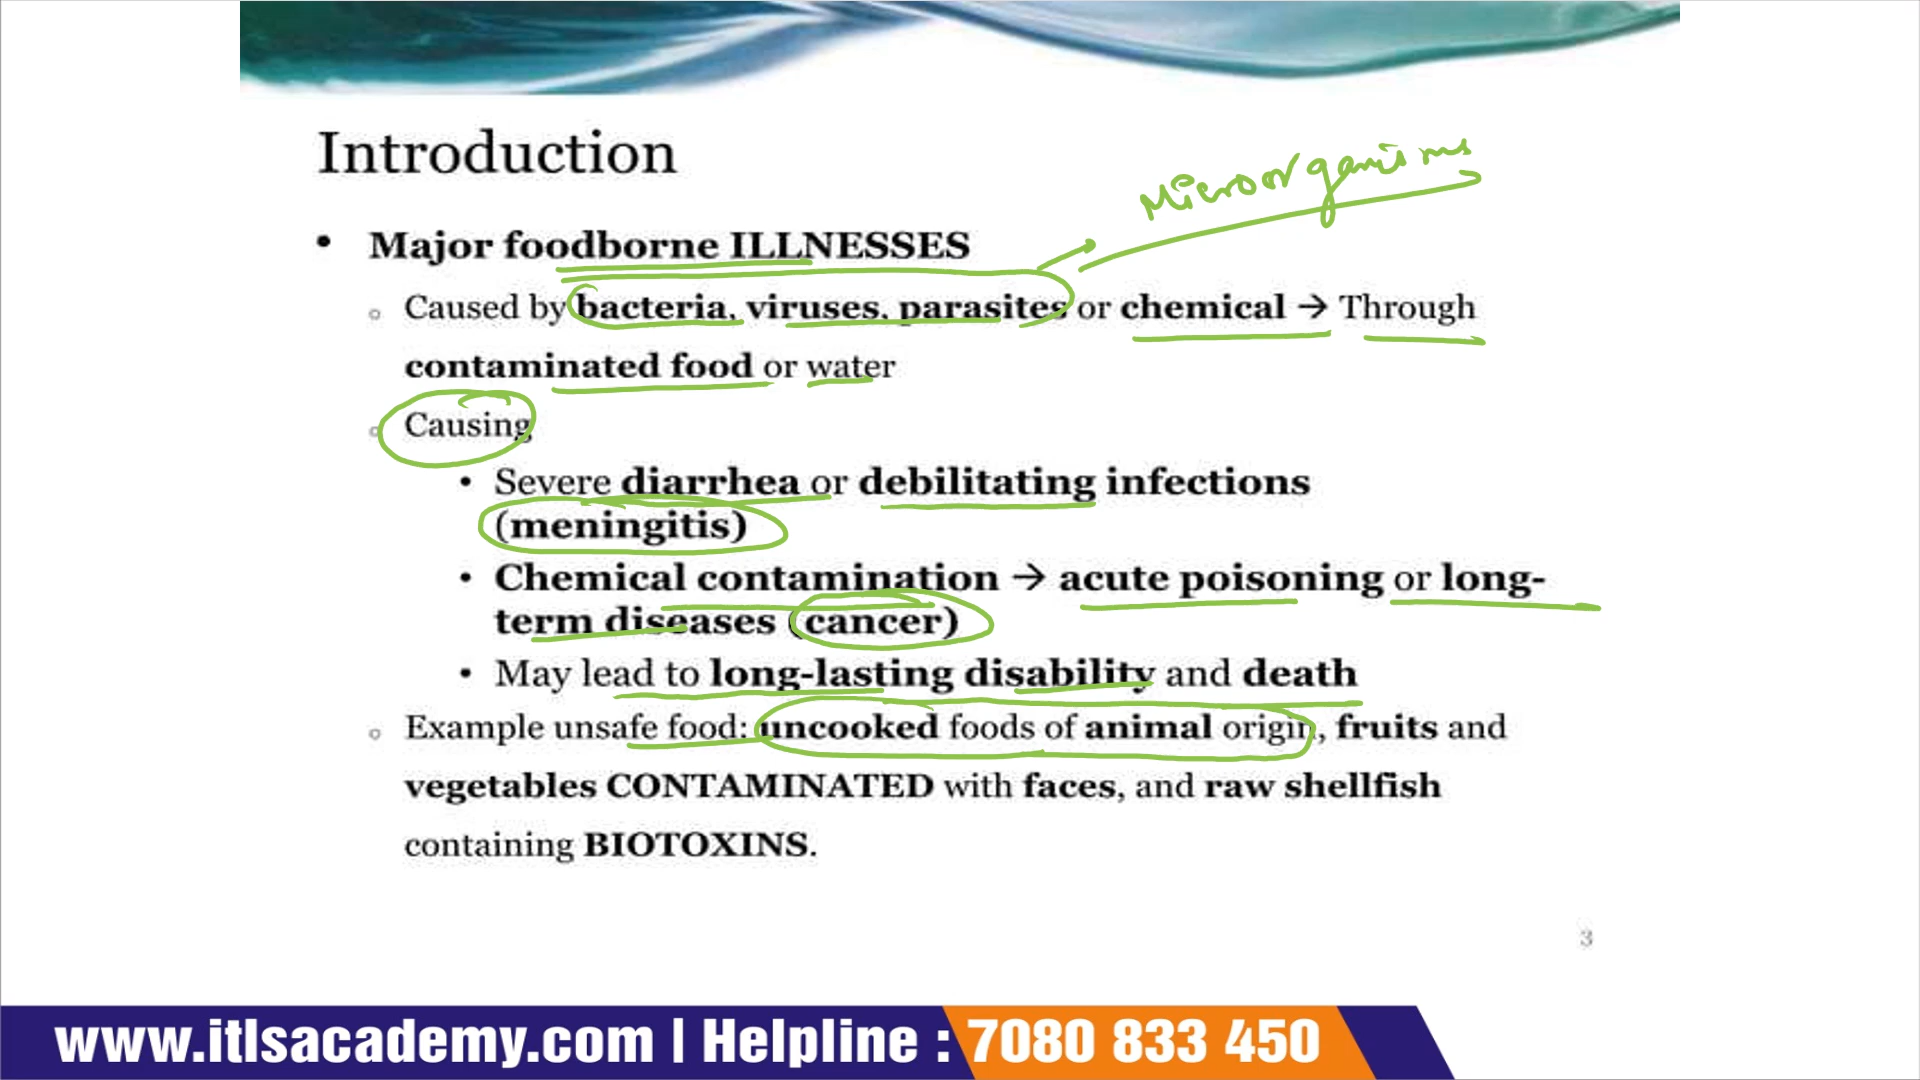 Introduction
Microorganisms
• Major foodborne ILLNESSES
o Caused by bacteria, viruses, parasites or chemical → Through
contaminated food or water
o Causing
• Severe diarrhea or debilitating infections
(meningitis)
• Chemical contamination → acute poisoning or long-
term diseases (cancer)
• May lead to long-lasting disability and death
o Example unsafe food: uncooked foods of animal origin, fruits and
vegetables CONTAMINATED with faces, and raw shellfish
containing BIOTOXINS.
3
www.itlsacademy.com | Helpline : 7080 833 450